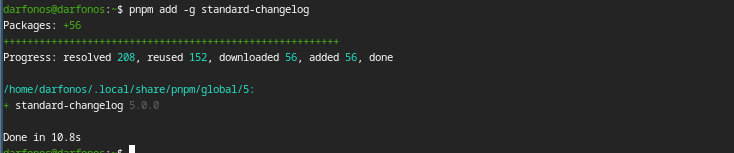 darfonos@darfonos:~$ pnpm add -g standard-changelog
Packages: +56
++++++++++++++++++++++++++++++++++++++++++++++++++++++++
Progress: resolved 208, reused 152, downloaded 56, added 56, done
/home/darfonos/.local/share/pnpm/global/5:
+ standard-changelog 5.0.0
Done in 10.8s
darfonos@darfonos:~$